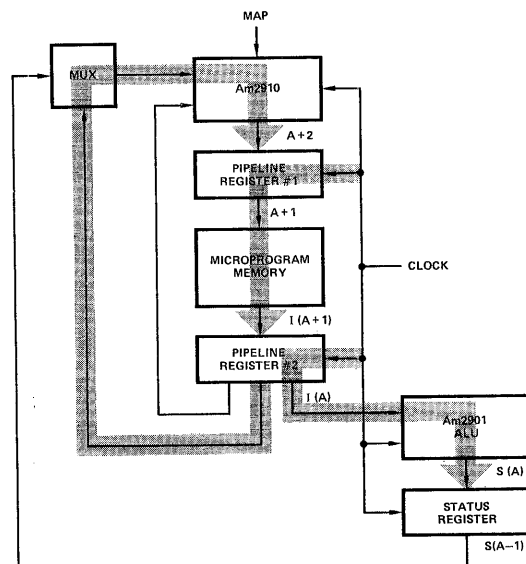 MAP
MUX
Am2910
A+2
PIPELINE
REGISTER #1
A+1
MICROPROGRAM
MEMORY
CLOCK
I (A+1)
PIPELINE
REGISTER #2
I (A)
Am2901
ALU
S (A)
STATUS
REGISTER
S(A−1)